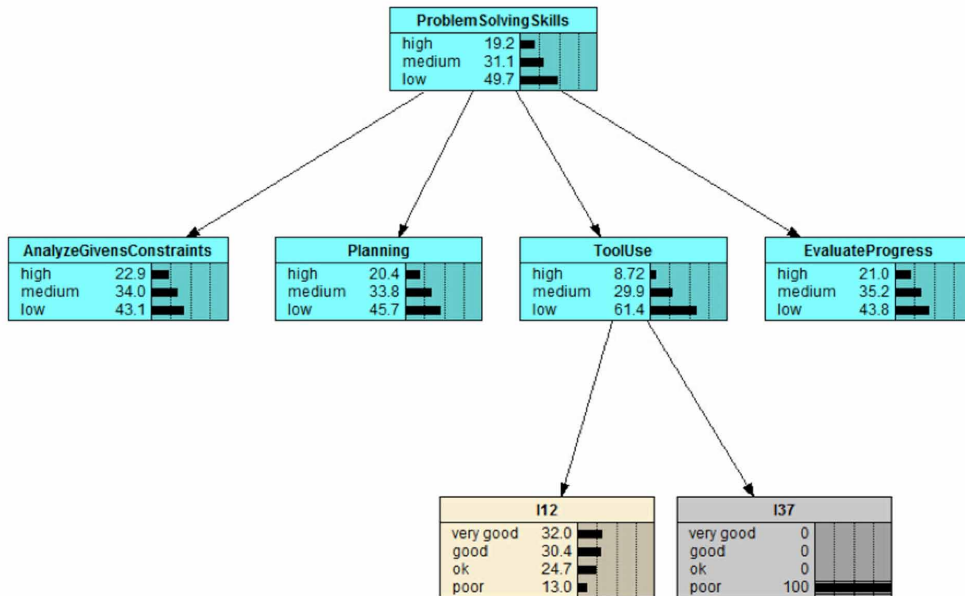 ProblemSolvingSkills
high 19.2
medium 31.1
low 49.7
AnalyzeGivensConstraints
high 22.9
medium 34.0
low 43.1
Planning
high 20.4
medium 33.8
low 45.7
ToolUse
high 8.72
medium 29.9
low 61.4
EvaluateProgress
high 21.0
medium 35.2
low 43.8
I12
very good 32.0
good 30.4
ok 24.7
poor 13.0
I37
very good 0
good 0
ok 0
poor 100